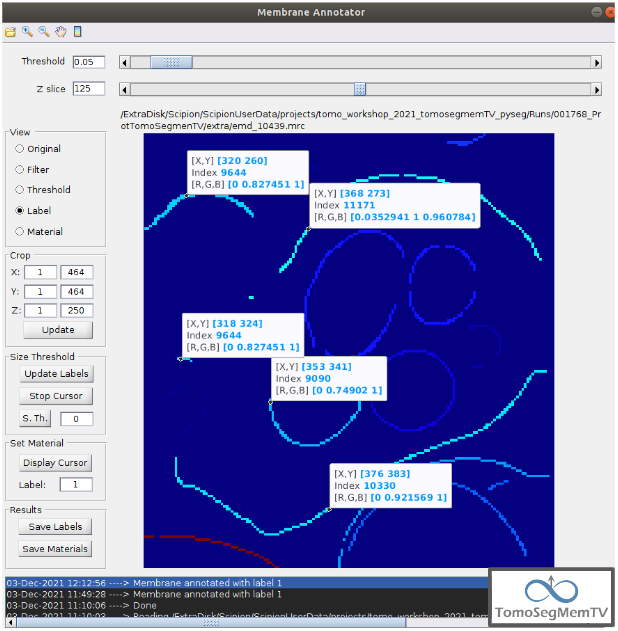 Membrane Annotator
Threshold 0.05
Z slice 125
/ExtraDisk/Scipion/ScipionUserData/projects/tomo_workshop_2021_tomosegmemTV_pyseg/Runs/001768_Pr
otTomoSegmenTV/extra/emd_10439.mrc
View
Original
Filter
Threshold
Label
Material
Crop
X: 1 464
Y: 1 464
Z: 1 250
Update
Size Threshold
Update Labels
Stop Cursor
S. Th. 0
Set Material
Display Cursor
Label: 1
Results
Save Labels
Save Materials
[X,Y] [320 260]
Index 9644
[R,G,B] [0 0.827451 1]
[X,Y] [368 273]
Index 11171
[R,G,B] [0.0352941 1 0.960784]
[X,Y] [318 324]
Index 9644
[R,G,B] [0 0.827451 1]
[X,Y] [353 341]
Index 9090
[R,G,B] [0 0.74902 1]
[X,Y] [376 383]
Index 10330
[R,G,B] [0 0.921569 1]
03-Dec-2021 12:12:56 ----> Membrane annotated with label 1
03-Dec-2021 11:49:28 ----> Membrane annotated with label 1
03-Dec-2021 11:10:06 ----> Done
03-Dec-2021 11:10:03 ----> Reading /ExtraDisk/Scipion/ScipionUserData/projects/tomo_workshop_2021_tom
TomoSegMemTV